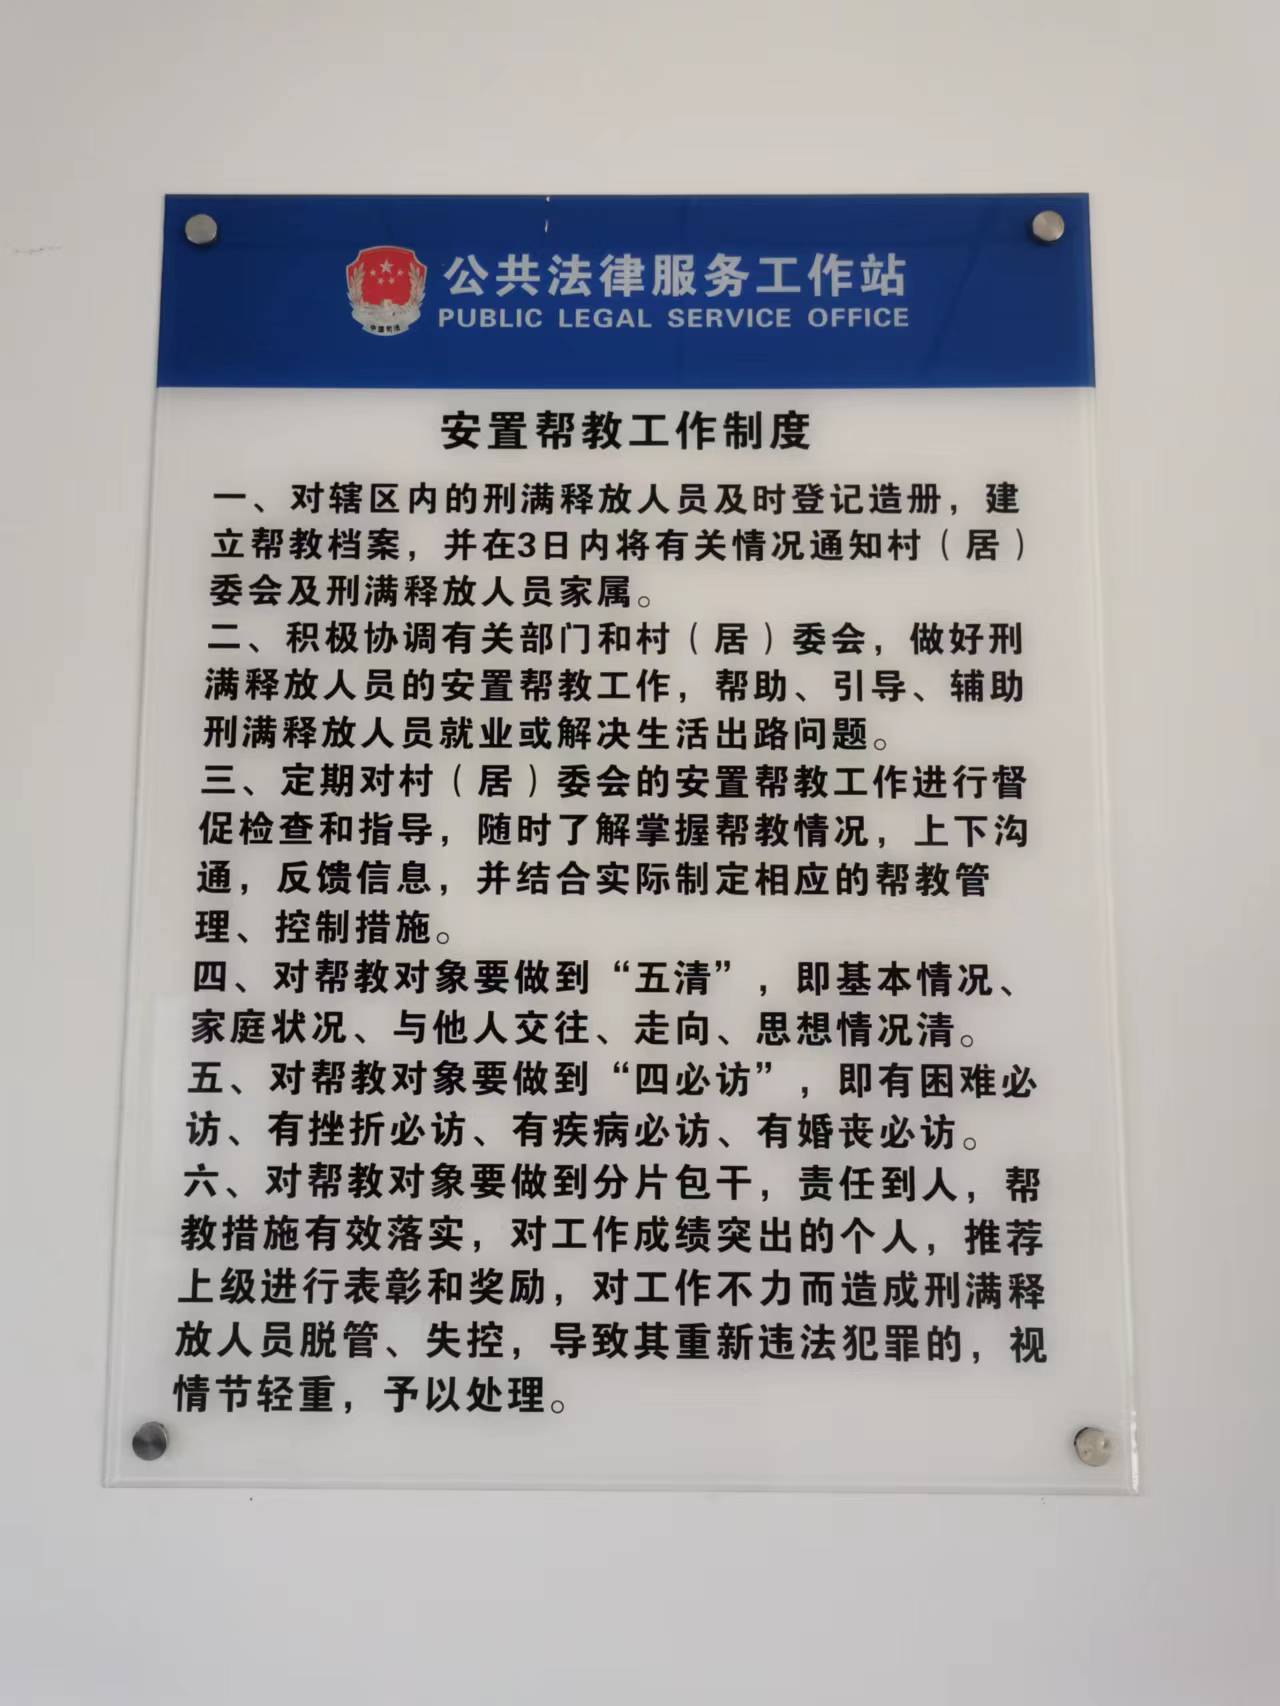 中国司法
公共法律服务工作站
PUBLIC LEGAL SERVICE OFFICE
安置帮教工作制度
一、对辖区内的刑满释放人员及时登记造册，建
立帮教档案，并在3日内将有关情况通知村（居）
委会及刑满释放人员家属。
二、积极协调有关部门和村（居）委会，做好刑
满释放人员的安置帮教工作，帮助、引导、辅助
刑满释放人员就业或解决生活出路问题。
三、定期对村（居）委会的安置帮教工作进行督
促检查和指导，随时了解掌握帮教情况，上下沟
通，反馈信息，并结合实际制定相应的帮教管
理、控制措施。
四、对帮教对象要做到“五清”，即基本情况、
家庭状况、与他人交往、走向、思想情况清。
五、对帮教对象要做到“四必访”，即有困难必
访、有挫折必访、有疾病必访、有婚丧必访。
六、对帮教对象要做到分片包干，责任到人，帮
教措施有效落实，对工作成绩突出的个人，推荐
上级进行表彰和奖励，对工作不力而造成刑满释
放人员脱管、失控，导致其重新违法犯罪的，视
情节轻重，予以处理。